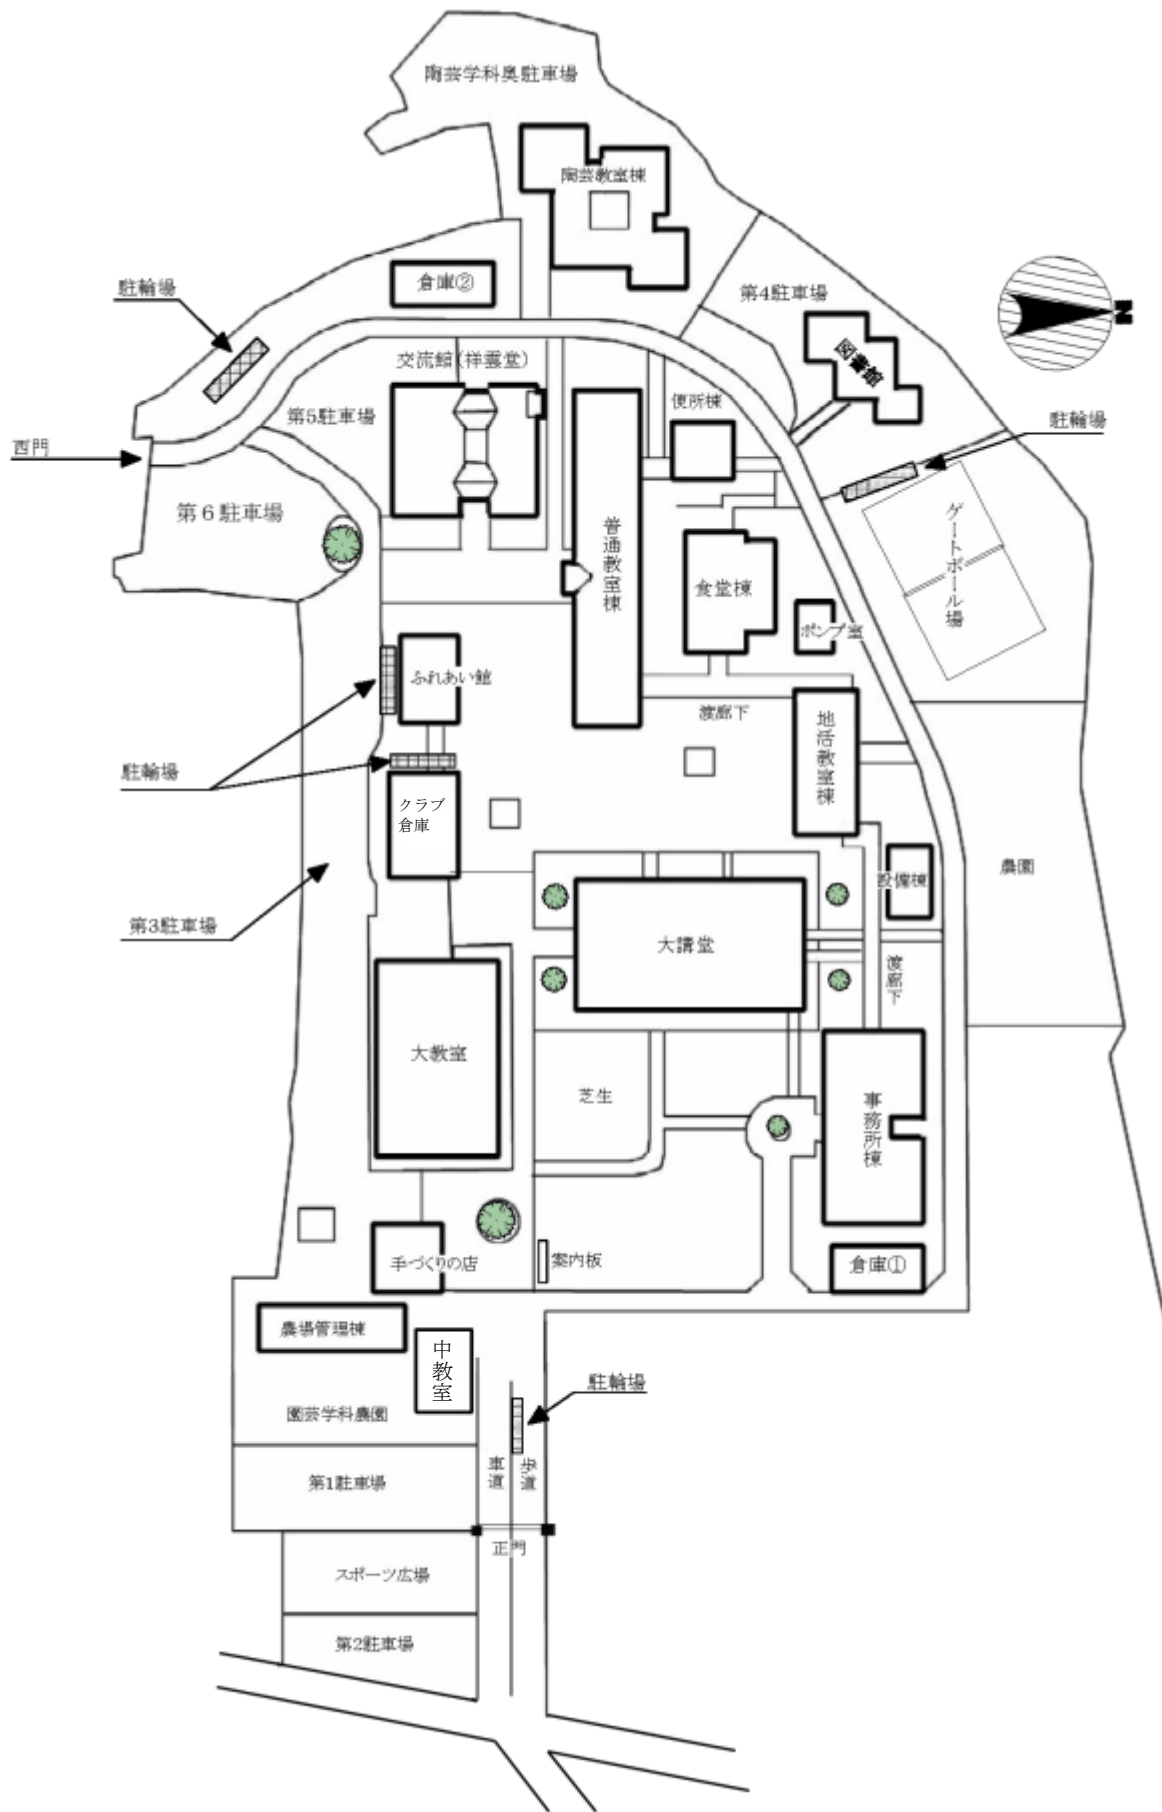 陶芸学科奥駐車場
陶芸教室棟
倉庫②
駐輪場
第4駐車場
図書館
N
交流館(祥雲堂)
便所棟
第5駐車場
駐輪場
西門
第6駐車場
普通教室棟
ゲートボール場
食堂棟
ポンプ室
ふれあい館
渡廊下
地活教室棟
駐輪場
クラブ
倉庫
農園
設備棟
第3駐車場
大講堂
渡廊下
大教室
芝生
事務所棟
手づくりの店
案内板
倉庫①
農場管理棟
中教室
駐輪場
園芸学科農園
車道
歩道
第1駐車場
正門
スポーツ広場
第2駐車場